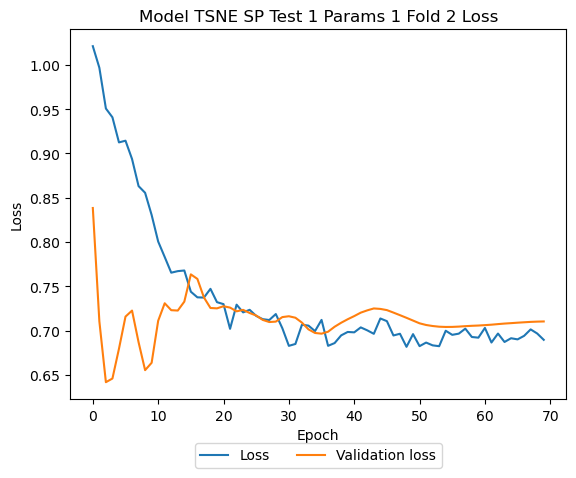 Model TSNE SP Test 1 Params 1 Fold 2 Loss
1.00
0.95
0.90
0.85
0.80
0.75
0.70
0.65
Loss
0 10 20 30 40 50 60 70
Epoch
Loss Validation loss